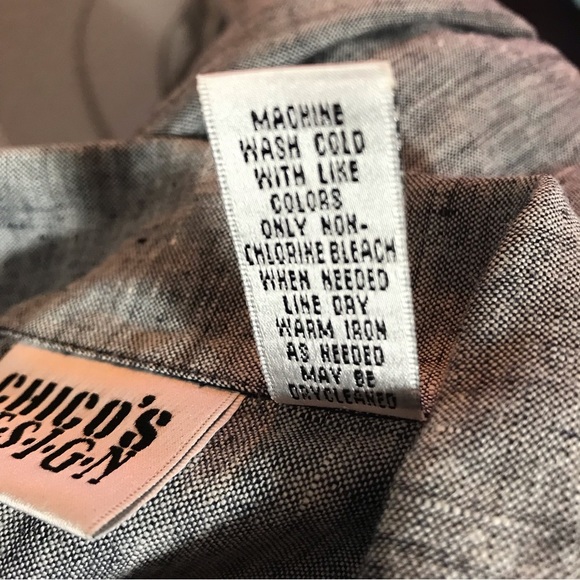 MACHINE
WASH COLD
WITH LIKE
COLORS
ONLY NON-
CHLORINE BLEACH
WHEN NEEDED
LINE DRY
WARM IRON
AS NEEDED
MAY BE
DRYCLEANED
CHICO'S
DESIGN